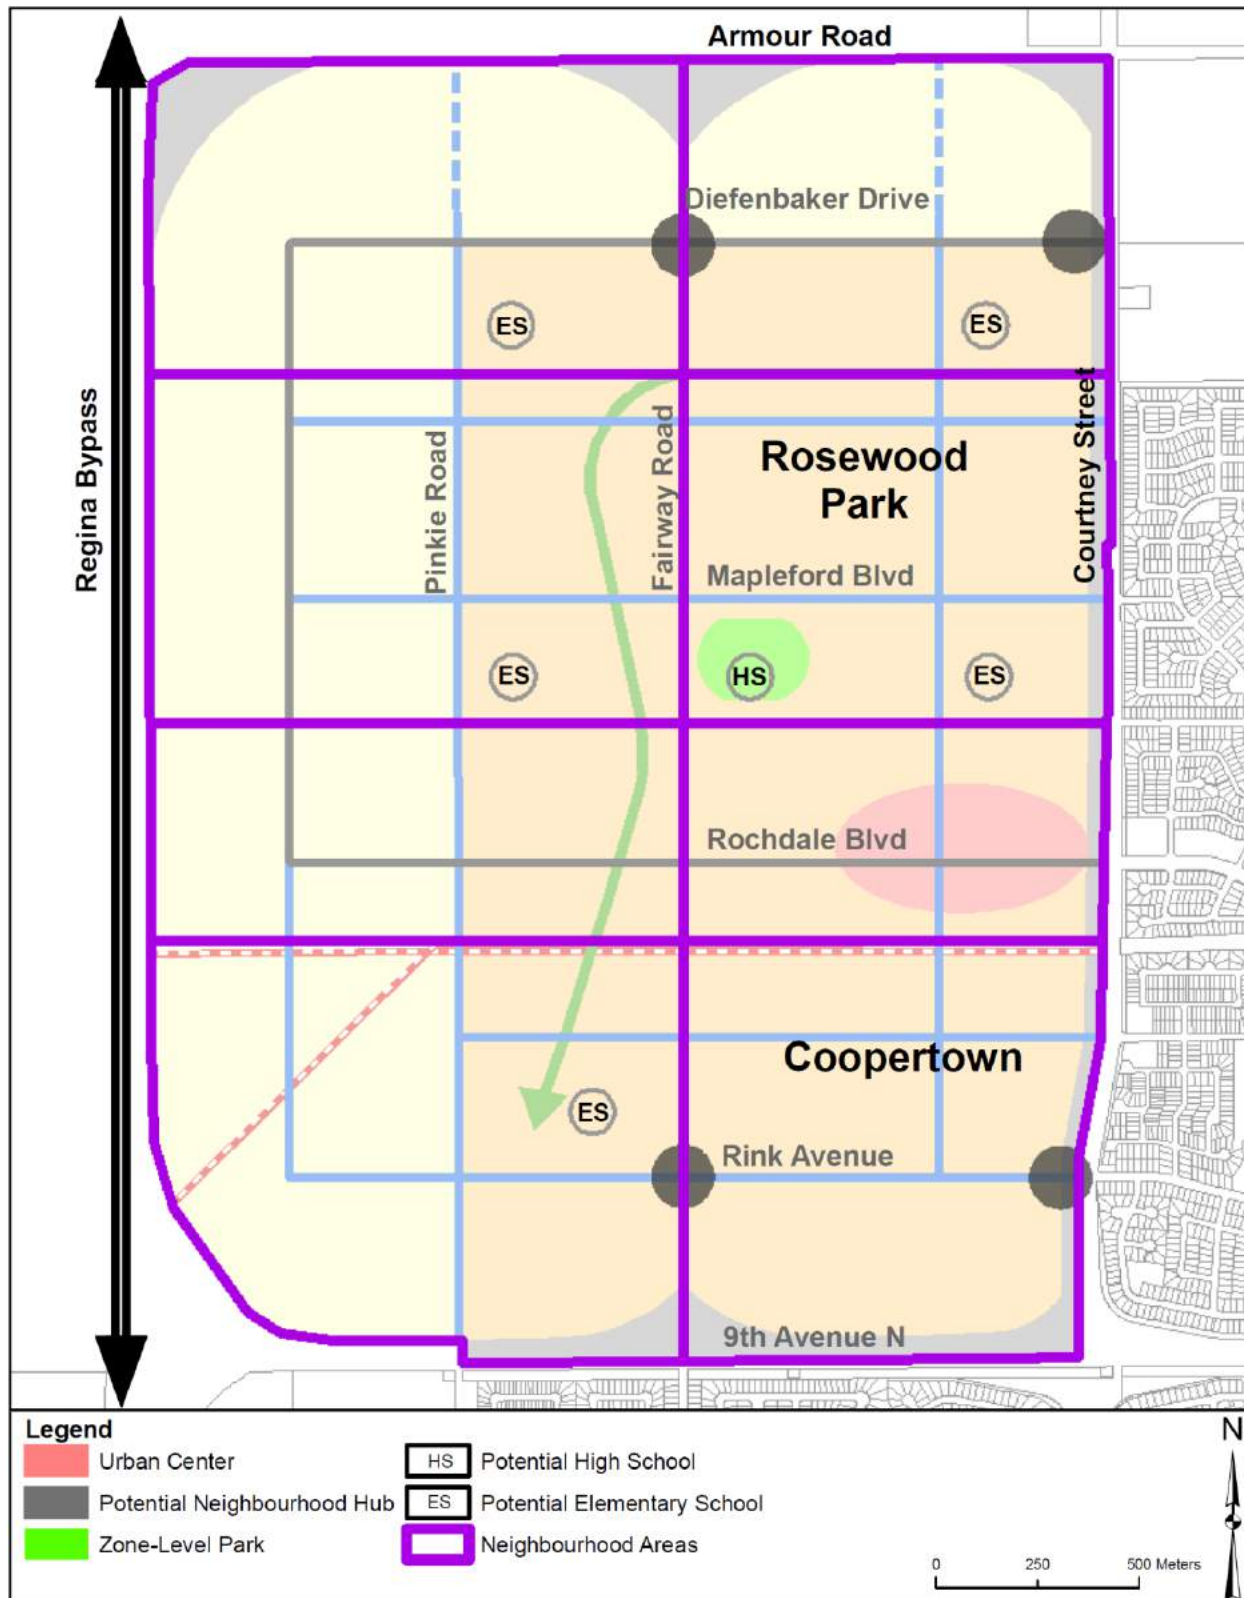 Armour Road
Diefenbaker Drive
ES
ES
Regina Bypass
Pinkie Road
Fairway Road
Courtney Street
Rosewood
Park
Mapleford Blvd
ES
HS
ES
Rochdale Blvd
Coopertown
ES
Rink Avenue
9th Avenue N
Legend
Urban Center
Potential Neighbourhood Hub
Zone-Level Park
HS Potential High School
ES Potential Elementary School
Neighbourhood Areas
N
0 250 500 Meters